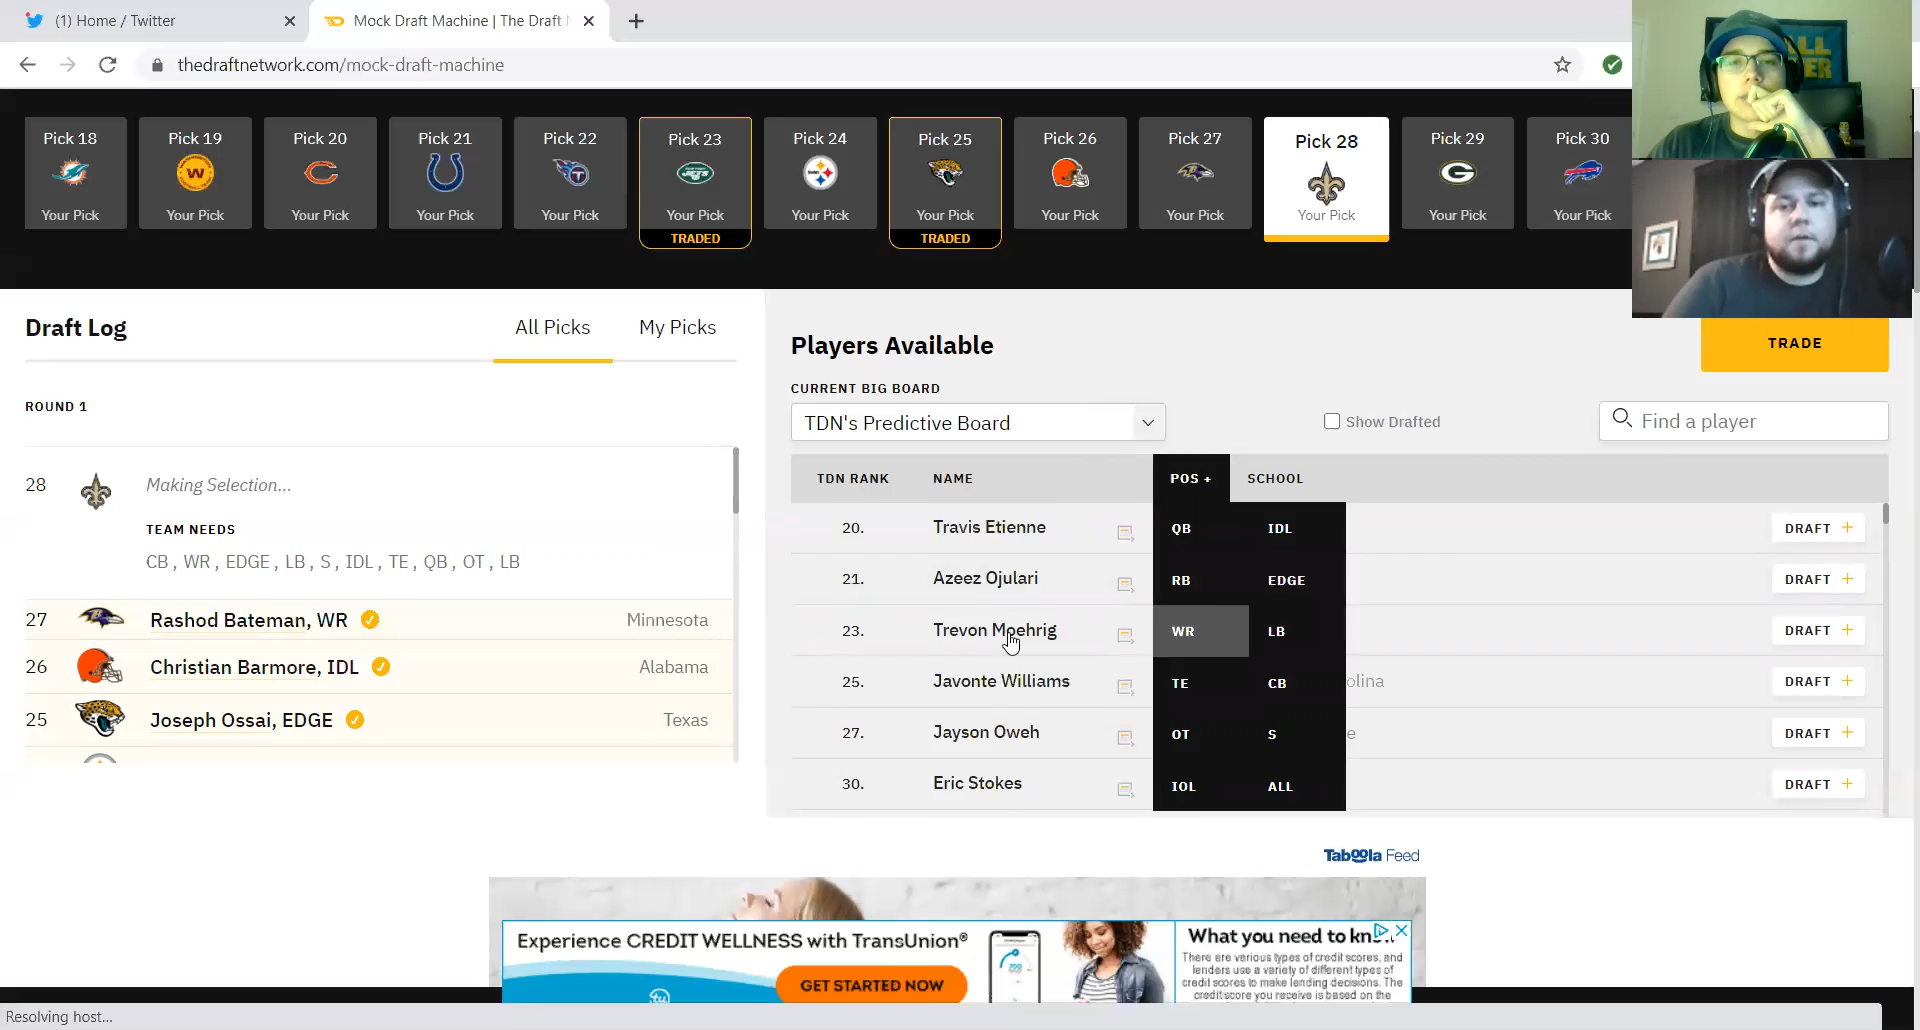 (1) Home / Twitter
Mock Draft Machine | The Draft
thedraftnetwork.com/mock-draft-machine
Pick 18
Pick 19
Pick 20
Pick 21
Pick 22
Pick 23
Pick 24
Pick 25
Pick 26
Pick 27
Pick 28
Pick 29
Pick 30
Your Pick
Your Pick
Your Pick
Your Pick
Your Pick
Your Pick
Your Pick
Your Pick
Your Pick
Your Pick
Your Pick
Your Pick
Your Pick
TRADED
TRADED
Draft Log
All Picks
My Picks
ROUND 1
28
Making Selection...
TEAM NEEDS
CB , WR , EDGE , LB , S , IDL , TE , QB , OT , LB
27 Rashod Bateman, WR Minnesota
26 Christian Barmore, IDL Alabama
25 Joseph Ossai, EDGE Texas
Players Available
TRADE
CURRENT BIG BOARD
TDN's Predictive Board
Show Drafted
Find a player
TDN RANK NAME POS + SCHOOL
20. Travis Etienne QB IDL DRAFT +
21. Azeez Ojulari RB EDGE DRAFT +
23. Trevon Moehrig WR LB DRAFT +
25. Javonte Williams TE CB olina DRAFT +
27. Jayson Oweh OT S e DRAFT +
30. Eric Stokes IOL ALL DRAFT +
Taboola Feed
Experience CREDIT WELLNESS with TransUnion®
GET STARTED NOW
tu
700
What you need to kn
There are various types of credit scores, and
lenders use a variety of different types of
credit scores to make lending decisions. The
credit score you receive is based on the
Resolving host...